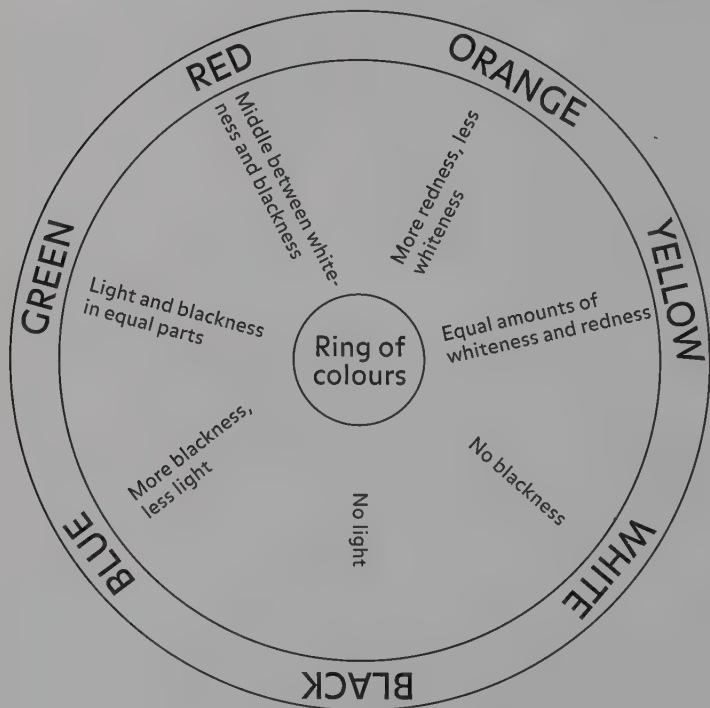 RED
ORANGE
YELLOW
WHITE
BLACK
BLUE
GREEN
Middle between white-
ness and blackness
More redness, less
whiteness
Equal amounts of
whiteness and redness
No blackness
No light
More blackness,
less light
Light and blackness
in equal parts
Ring of
colours